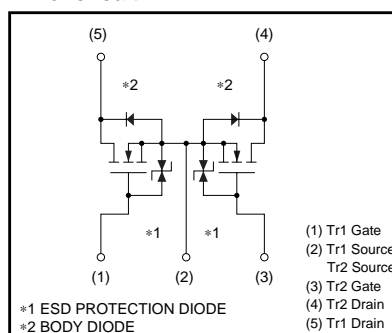 (5) (4)
∗2 ∗2
∗1 ∗1
(1) (2) (3)
∗1 ESD PROTECTION DIODE
∗2 BODY DIODE
(1) Tr1 Gate
(2) Tr1 Source
Tr2 Source
(3) Tr2 Gate
(4) Tr2 Drain
(5) Tr1 Drain